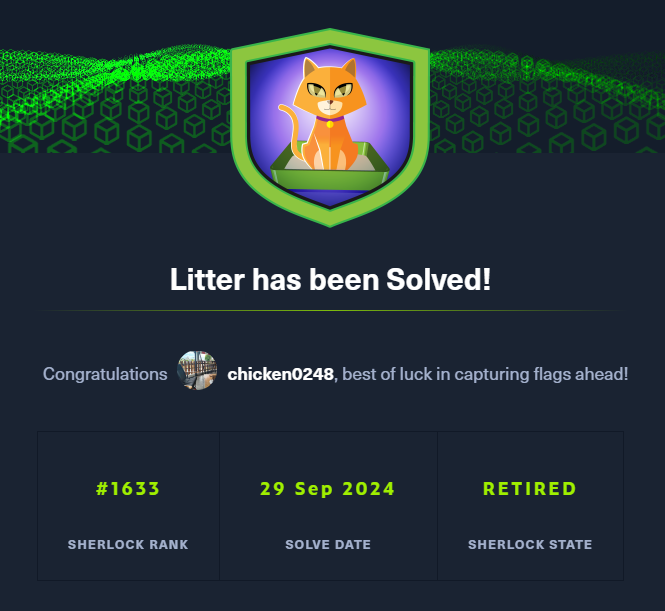 Litter has been Solved!
Congratulations chicken0248, best of luck in capturing flags ahead!
#1633 29 Sep 2024 RETIRED
SHERLOCK RANK SOLVE DATE SHERLOCK STATE